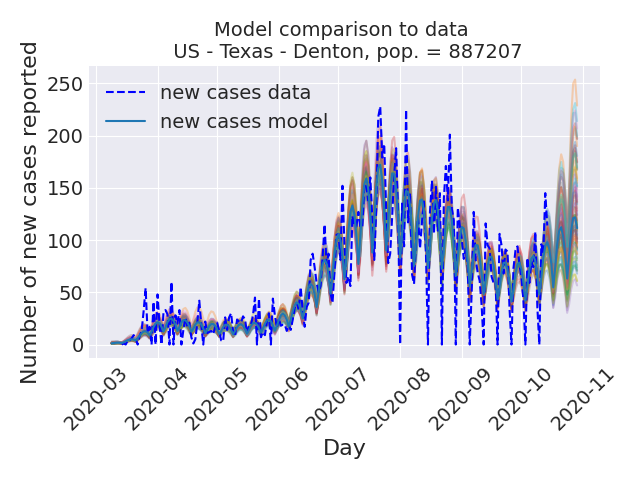 Model comparison to data
US - Texas - Denton, pop. = 887207
Number of new cases reported
250
200
150
100
50
0
new cases data
new cases model
2020-03
2020-04
2020-05
2020-06
2020-07
2020-08
2020-09
2020-10
2020-11
Day